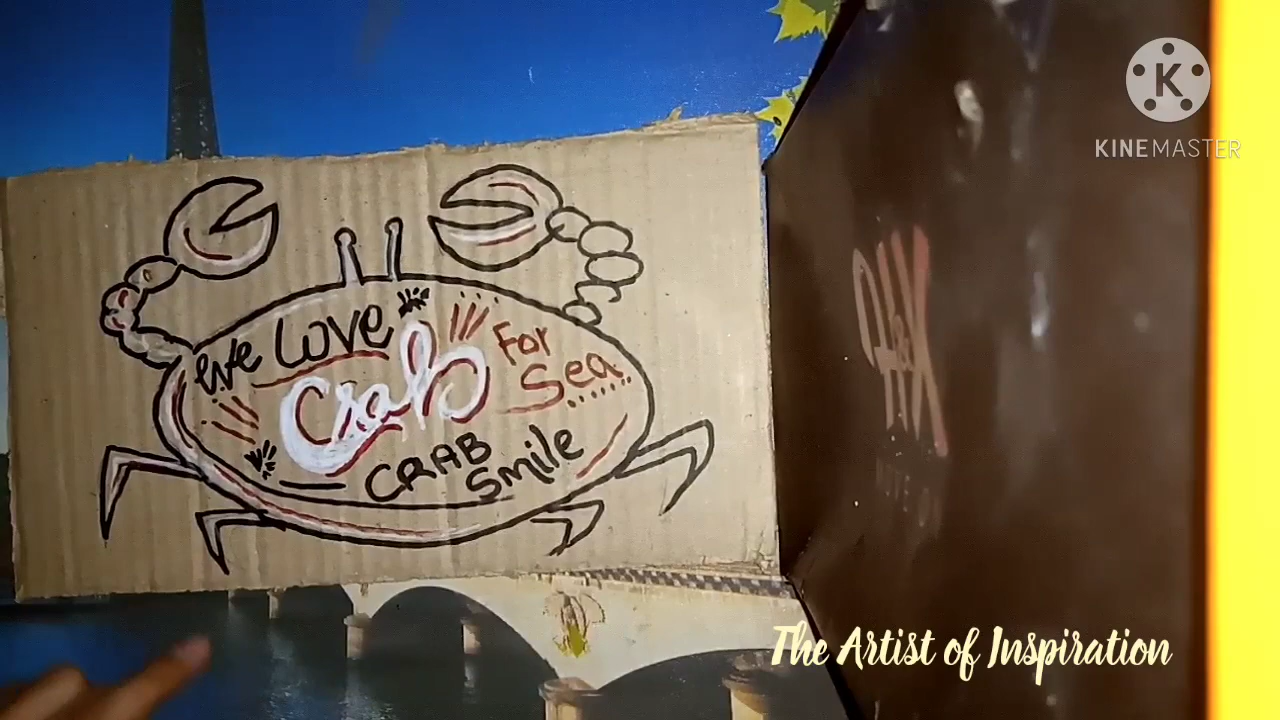 We Love
Crab
For
Sea
CRAB
Smile
KINEMASTER
The Artist of Inspiration